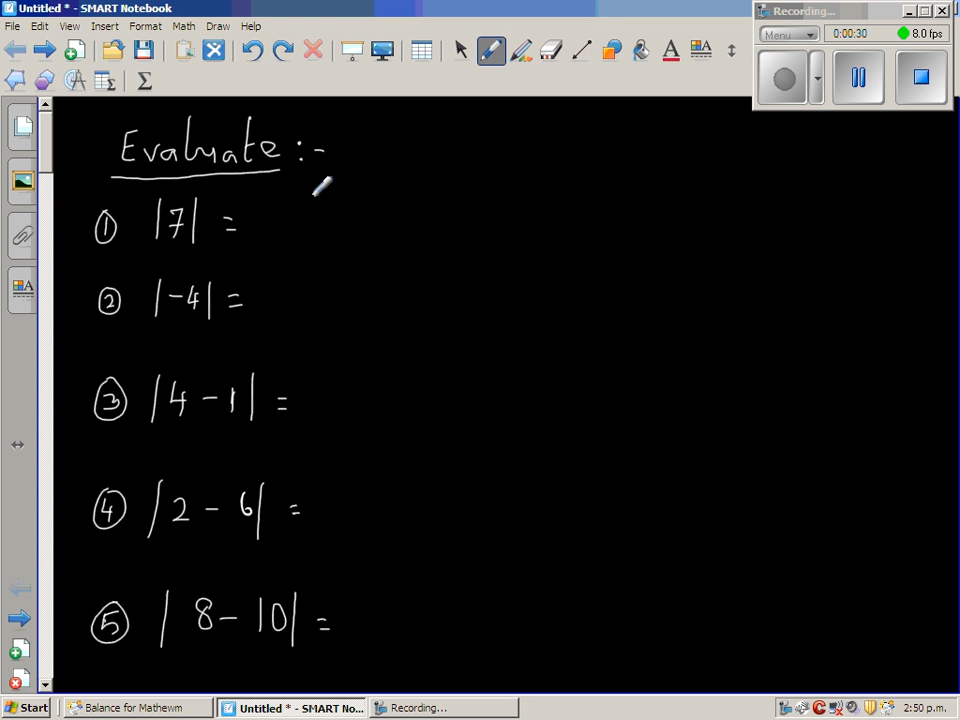 Untitled * - SMART Notebook
Recording...
File Edit View Insert Format Math Draw Help
Menu 0:00:30 8.0 fps
Evaluate :-
① |7| =
② |-4| =
③ |4 - 1| =
④ |2 - 6| =
⑤ |8 - 10| =
Start Balance for Mathewm Untitled * - SMART No... Recording... 2:50 p.m.